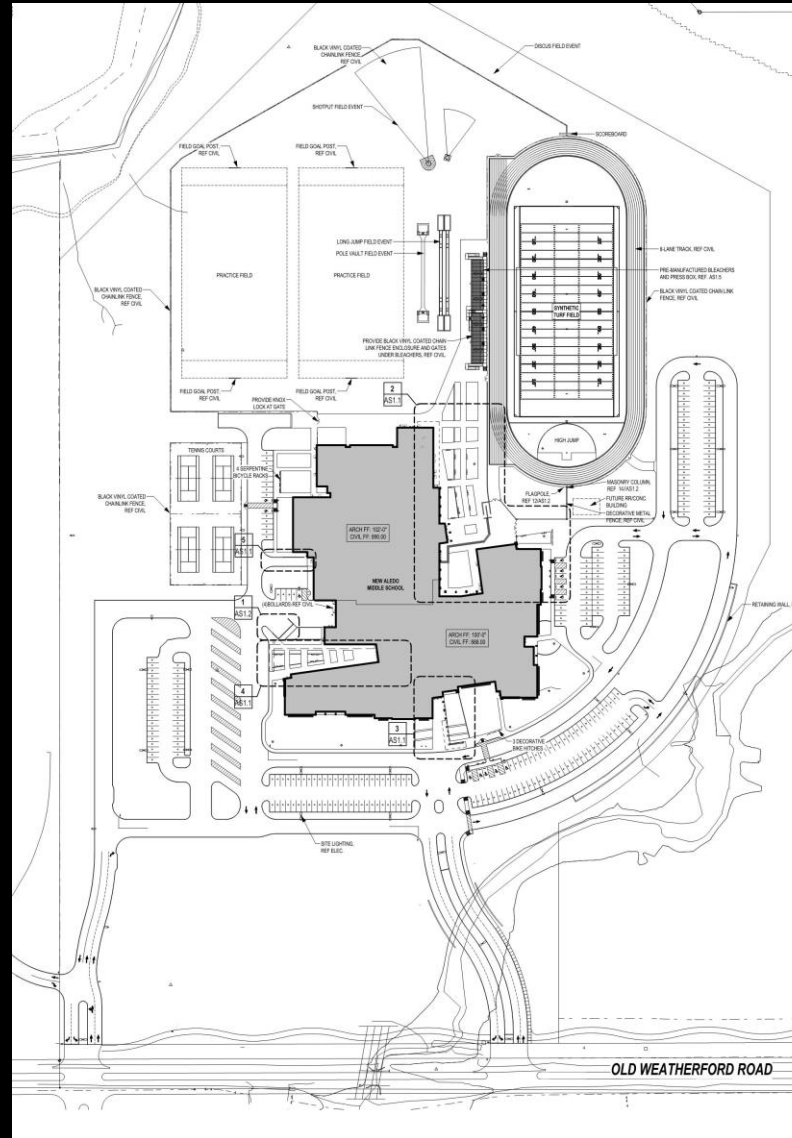 BLACK VINYL COATED
CHAINLINK FENCE,
REF CIVIL
DISCUS FIELD EVENT
SHOTPUT FIELD EVENT
SCOREBOARD
FIELD GOAL POST,
REF CIVIL
FIELD GOAL POST,
REF CIVIL
LONG JUMP FIELD EVENT
POLE VAULT FIELD EVENT
8-LANE TRACK, REF CIVIL
PRACTICE FIELD
PRACTICE FIELD
PRE-MANUFACTURED BLEACHERS
AND PRESS BOX, REF. AS1.5
BLACK VINYL COATED
CHAINLINK FENCE,
REF CIVIL
BLACK VINYL COATED CHAIN LINK
FENCE, REF CIVIL
SYNTHETIC
TURF FIELD
PROVIDE BLACK VINYL COATED CHAIN
LINK FENCE ENCLOSURE AND GATES
UNDER BLEACHERS, REF CIVIL
FIELD GOAL POST,
REF CIVIL
FIELD GOAL POST,
REF CIVIL
2
AS1.1
PROVIDE KNOX
LOCK AT GATE
HIGH JUMP
TENNIS COURTS
4 SERPENTINE
BICYCLE RACKS
MASONRY COLUMN,
REF 14/AS1.2
FLAGPOLE,
REF 12/AS1.2
FUTURE RR/CONC.
BUILDING
DECORATIVE METAL
FENCE, REF CIVIL
BLACK VINYL COATED
CHAINLINK FENCE,
REF CIVIL
ARCH FF: 102'-0"
CIVIL FF: 890.00
5
AS1.1
NEW ALEDO
MIDDLE SCHOOL
1
AS1.2
(4)BOLLARDS REF CIVIL
RETAINING WALL,
ARCH FF: 100'-0"
CIVIL FF: 888.00
4
AS1.1
3
AS1.1
3 DECORATIVE
BIKE HITCHES
SITE LIGHTING,
REF ELEC.
OLD WEATHERFORD ROAD